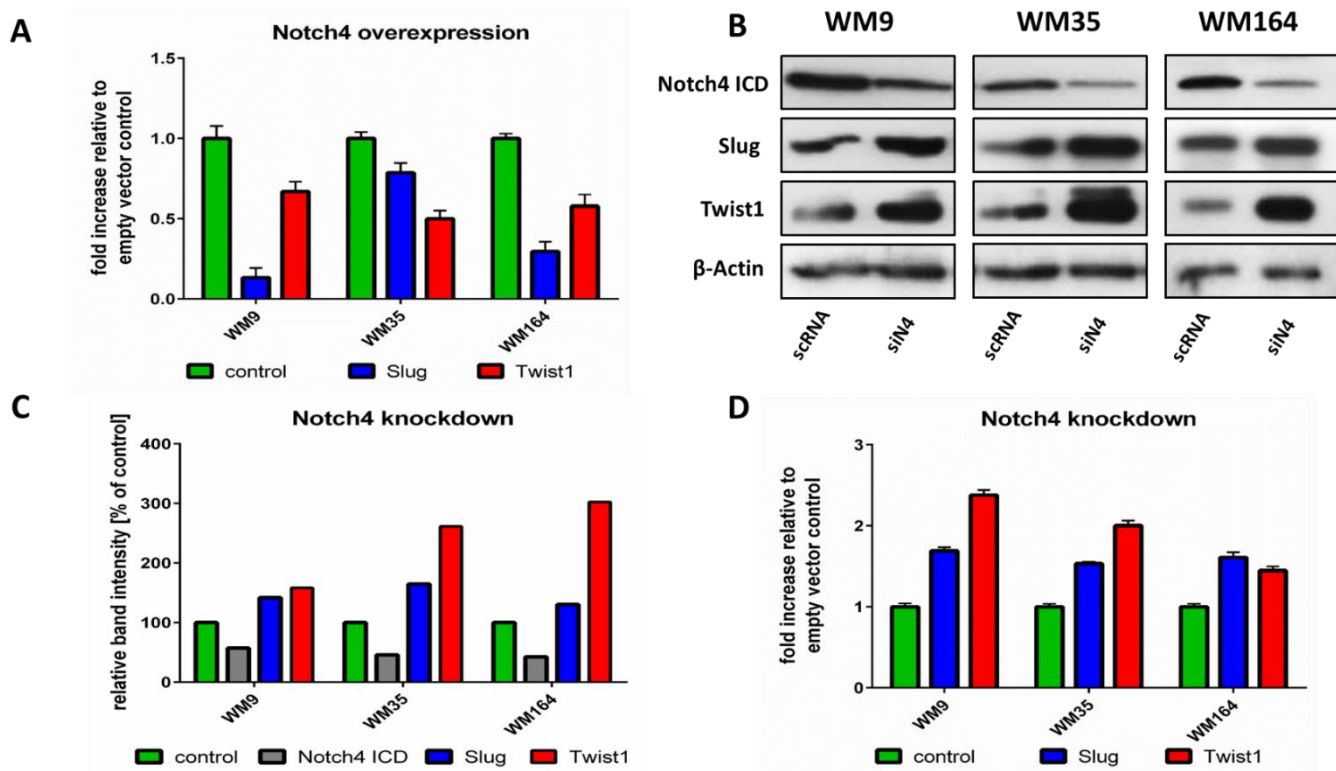 A
Notch4 overexpression
fold increase relative to
empty vector control
1.5
1.0
0.5
0.0
WM9
WM35
WM164
control
Slug
Twist1
B
WM9
WM35
WM164
Notch4 ICD
Slug
Twist1
β-Actin
scRNA
siN4
scRNA
siN4
scRNA
siN4
C
Notch4 knockdown
relative band intensity [% of control]
400
300
200
100
0
WM9
WM35
WM164
control
Notch4 ICD
Slug
Twist1
D
Notch4 knockdown
fold increase relative to
empty vector control
3
2
1
0
WM9
WM35
WM164
control
Slug
Twist1